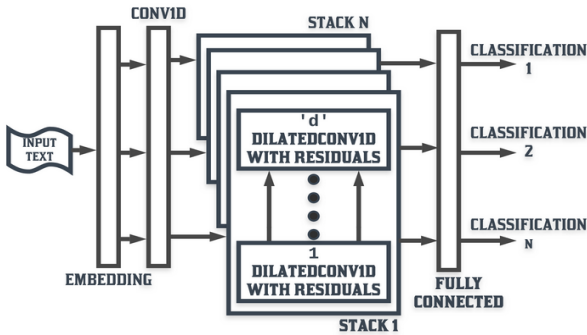 CONV1D
STACK N
CLASSIFICATION
1
INPUT
TEXT
'd'
DILATEDCONV1D
WITH RESIDUALS
CLASSIFICATION
2
1
DILATEDCONV1D
WITH RESIDUALS
CLASSIFICATION
N
EMBEDDING
FULLY
CONNECTED
STACK 1